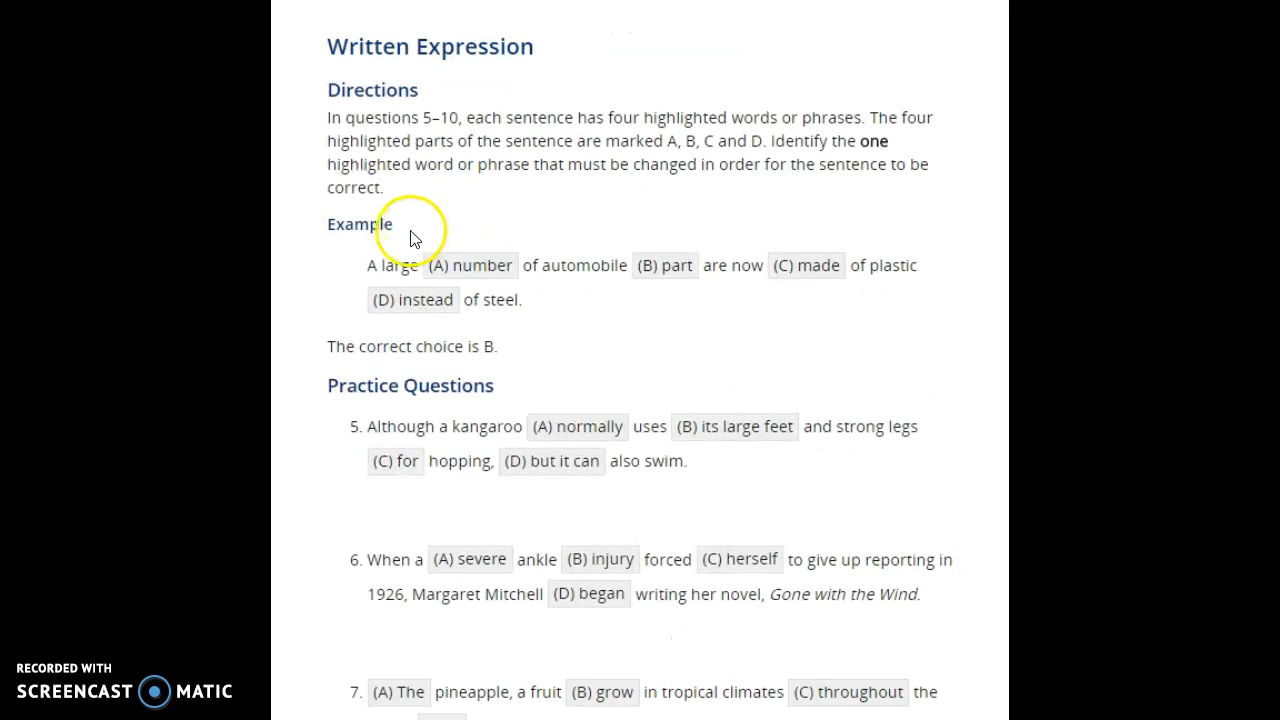 Written Expression
Directions
In questions 5–10, each sentence has four highlighted words or phrases. The four
highlighted parts of the sentence are marked A, B, C and D. Identify the one
highlighted word or phrase that must be changed in order for the sentence to be
correct.
Example
A large (A) number of automobile (B) part are now (C) made of plastic
(D) instead of steel.
The correct choice is B.
Practice Questions
5. Although a kangaroo (A) normally uses (B) its large feet and strong legs
(C) for hopping, (D) but it can also swim.
6. When a (A) severe ankle (B) injury forced (C) herself to give up reporting in
1926, Margaret Mitchell (D) began writing her novel, Gone with the Wind.
7. (A) The pineapple, a fruit (B) grow in tropical climates (C) throughout the
RECORDED WITH
SCREENCAST MATIC